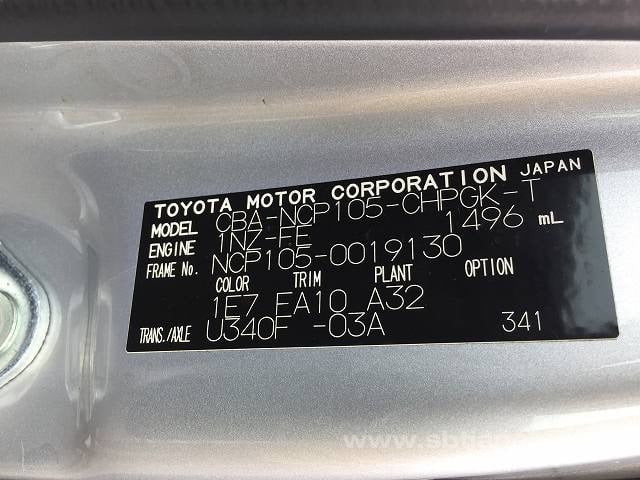 TOYOTA MOTOR CORPORATION JAPAN
MODEL CBA-NCP105-CHPGK-T
ENGINE 1NZ-FE 1496 mL
FRAME No. NCP105-0019130
COLOR TRIM PLANT OPTION
1E7 FA10 A32
TRANS./AXLE U340F -03A 341